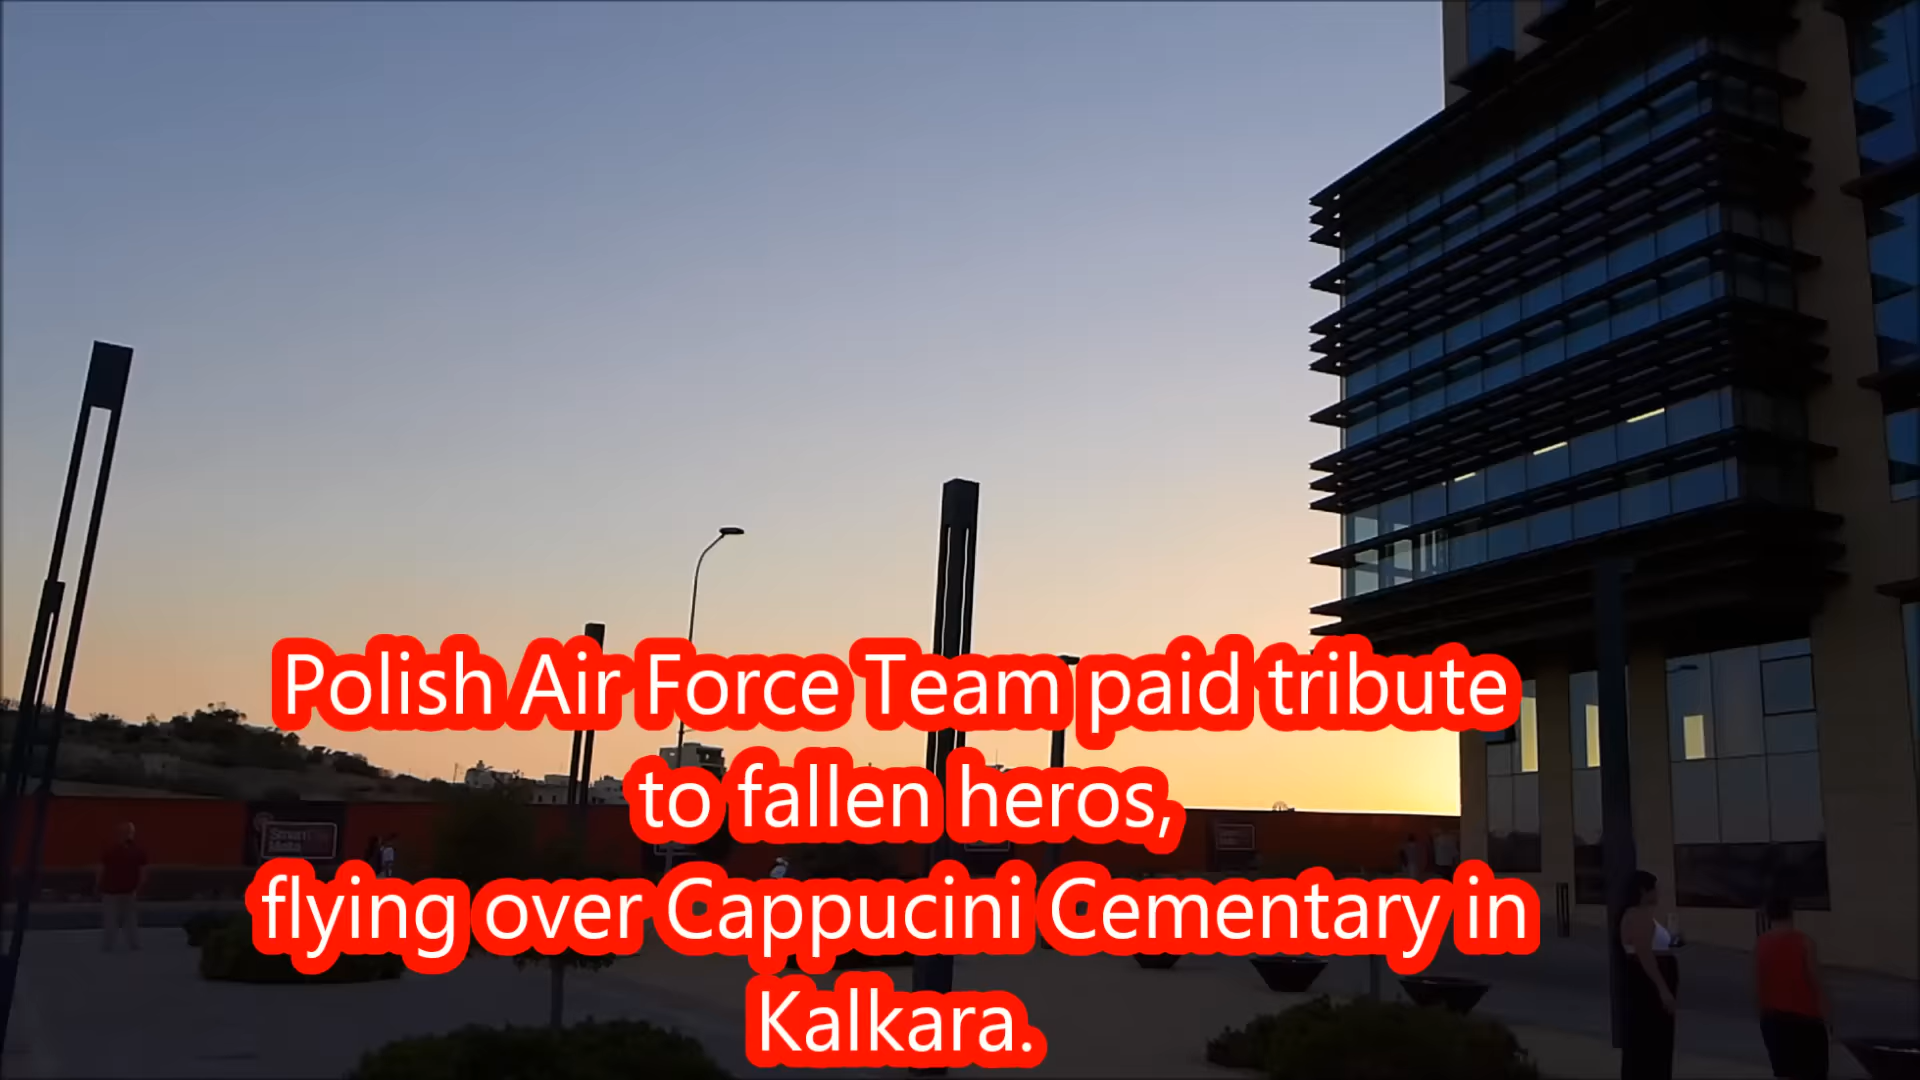 Polish Air Force Team paid tribute
to fallen heros,
flying over Cappucini Cementary in
Kalkara.